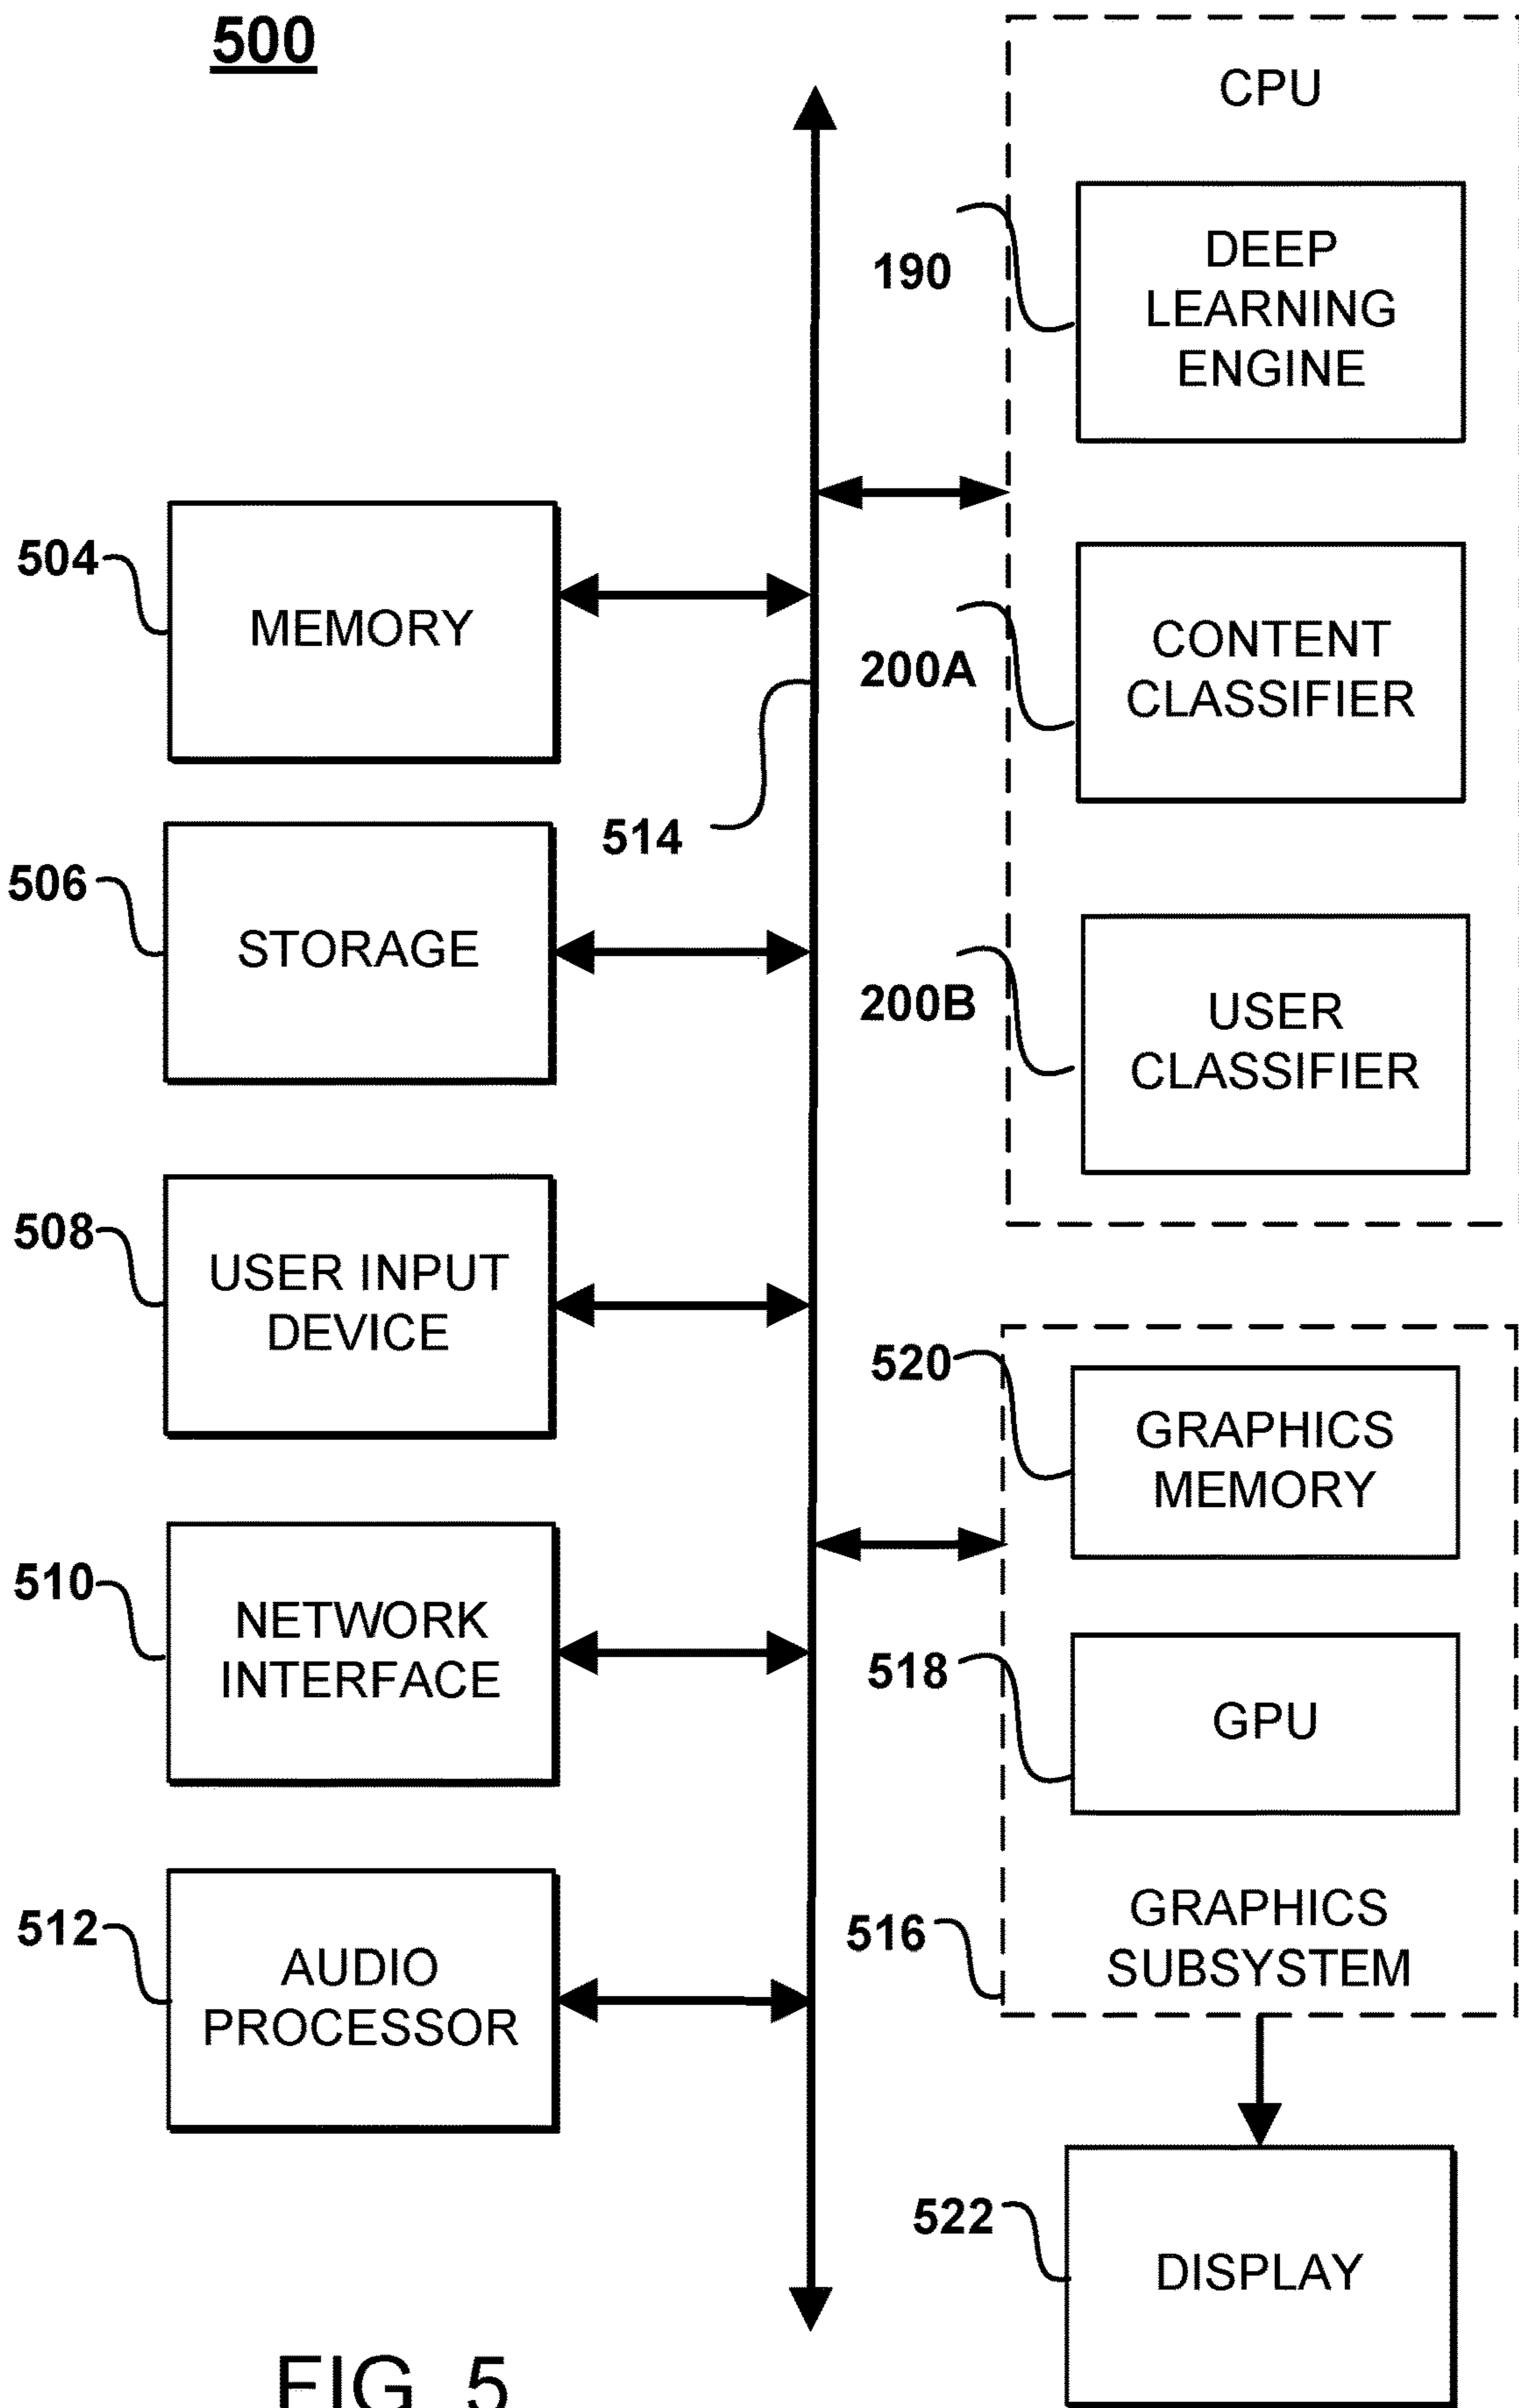 500
CPU
190
DEEP
LEARNING
ENGINE
504
MEMORY
200A
CONTENT
CLASSIFIER
514
506
STORAGE
200B
USER
CLASSIFIER
508
USER INPUT
DEVICE
520
GRAPHICS
MEMORY
510
NETWORK
INTERFACE
518
GPU
512
AUDIO
PROCESSOR
516
GRAPHICS
SUBSYSTEM
522
DISPLAY
FIG. 5